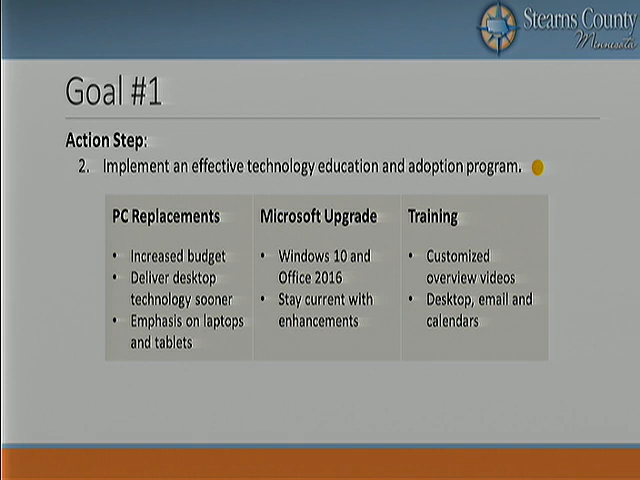 Stearns County
Minnesota
Goal #1
Action Step:
2. Implement an effective technology education and adoption program.
PC Replacements
• Increased budget
• Deliver desktop
technology sooner
• Emphasis on laptops
and tablets
Microsoft Upgrade
• Windows 10 and
Office 2016
• Stay current with
enhancements
Training
• Customized
overview videos
• Desktop, email and
calendars